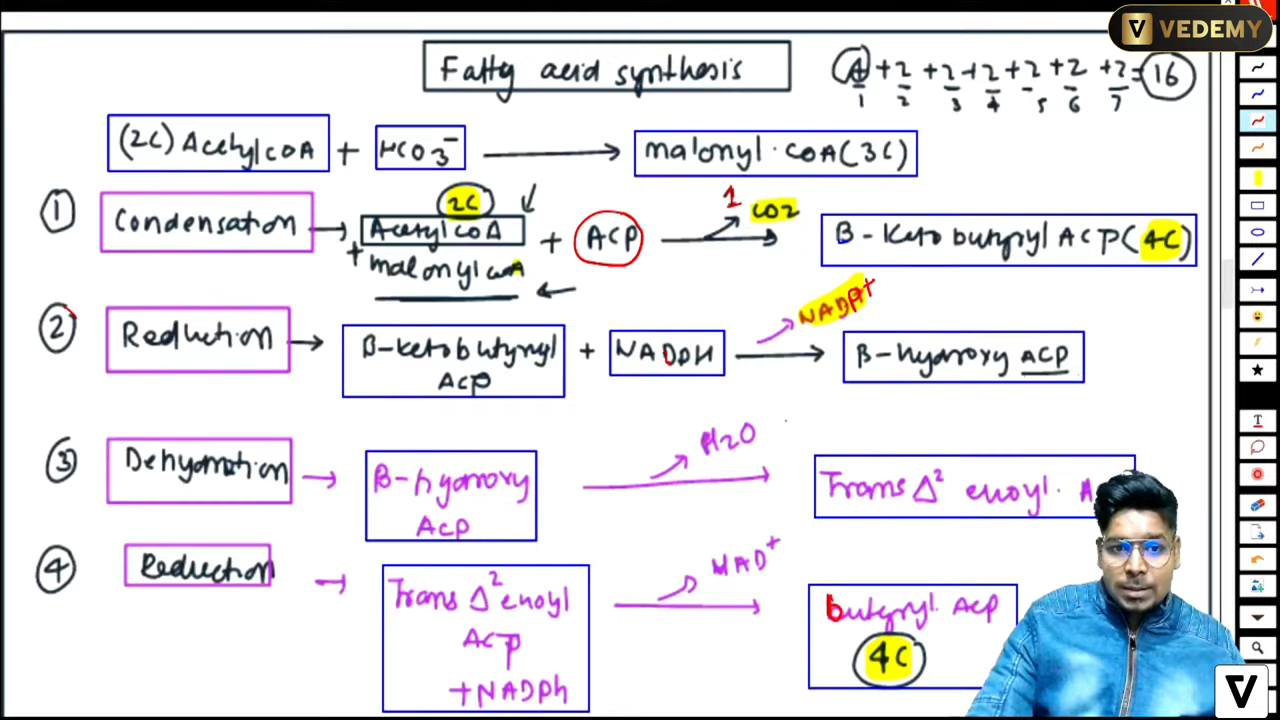 VEDEMY
Fatty acid synthesis
4 + 2 + 2 + 2 + 2 + 2 + 2 = 16
1 2 3 4 5 6 7
(2C) AcetylcoA + HCO3⁻ → malonyl·CoA(3C)
① Condensation → 2C AcetylcoA + malonyl coA + ACP → 1 CO2 B-Ketobutyryl ACP(4C)
② Reduction → B-ketobutyryl ACP + NADPH → NADP+ B-hydroxy ACP
③ Dehydration → B-hydroxy ACP → H2O Trans Δ² enoyl· A
④ Reduction → Trans Δ² enoyl ACP + NADPh → NAD+ butyryl· ACP 4C
T
V